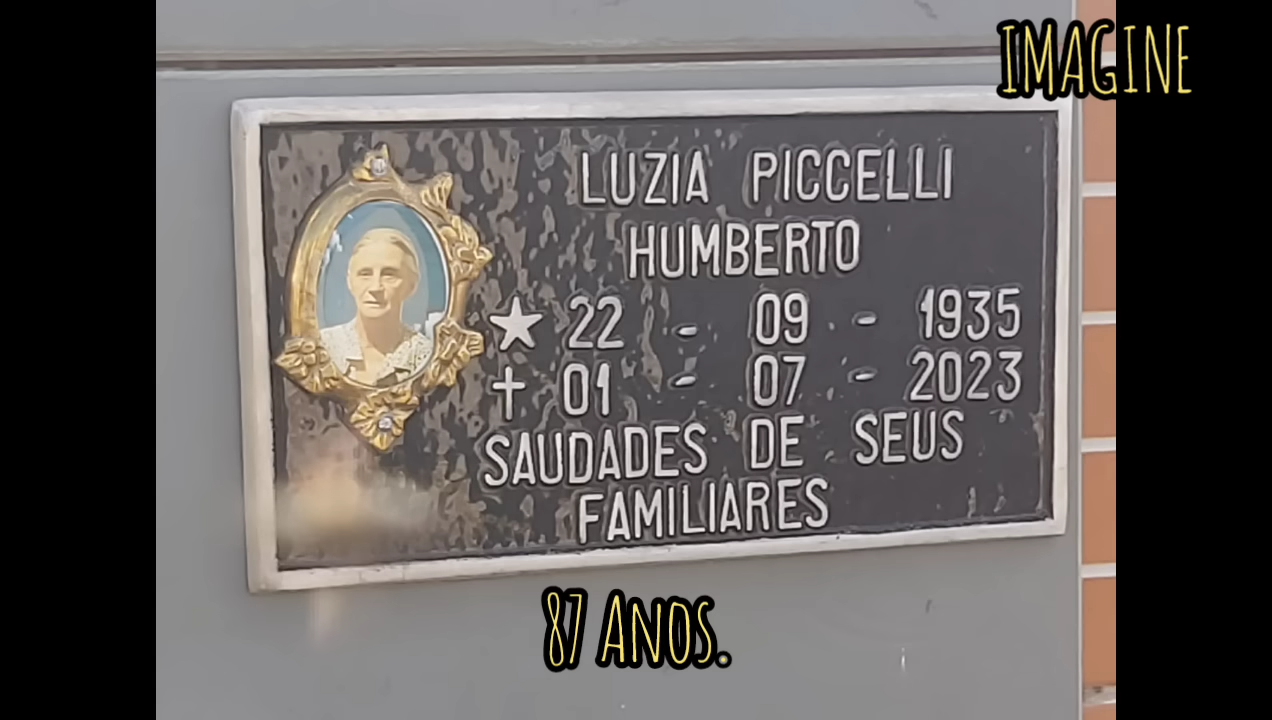 IMAGINE
LUZIA PICCELLI
HUMBERTO
★ 22 - 09 - 1935
✝ 01 - 07 - 2023
SAUDADES DE SEUS
FAMILIARES
87 ANOS.